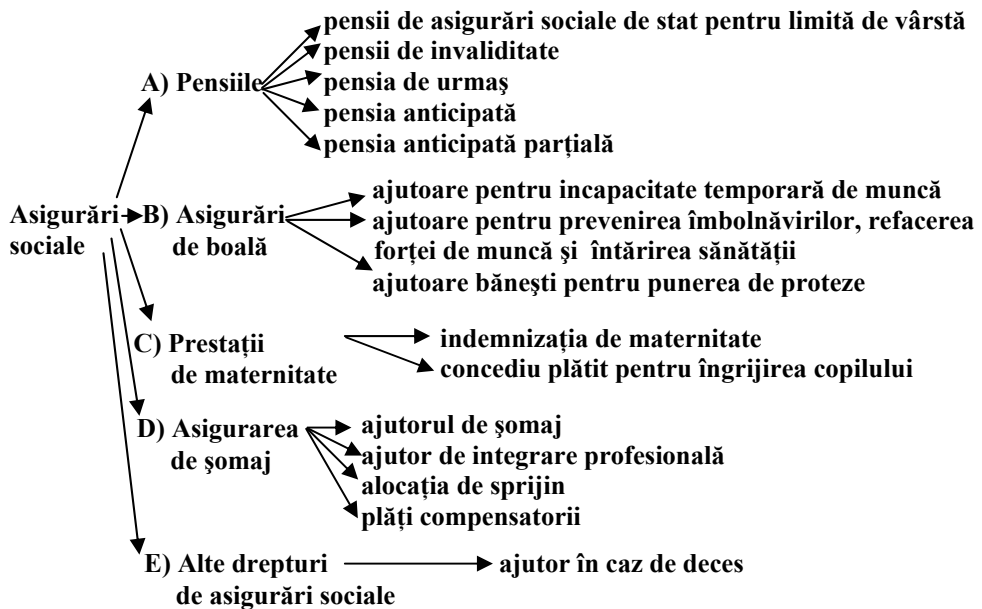 pensii de asigurări sociale de stat pentru limită de vârstă
pensii de invaliditate
A) Pensiile
pensia de urmaş
pensia anticipată
pensia anticipată parţială
Asigurări
sociale
B) Asigurări
de boală
ajutoare pentru incapacitate temporară de muncă
ajutoare pentru prevenirea îmbolnăvirilor, refacerea
forţei de muncă şi întărirea sănătăţii
ajutoare băneşti pentru punerea de proteze
C) Prestaţii
de maternitate
indemnizaţia de maternitate
concediu plătit pentru îngrijirea copilului
D) Asigurarea
de şomaj
ajutorul de şomaj
ajutor de integrare profesională
alocaţia de sprijin
plăţi compensatorii
E) Alte drepturi
de asigurări sociale
ajutor în caz de deces